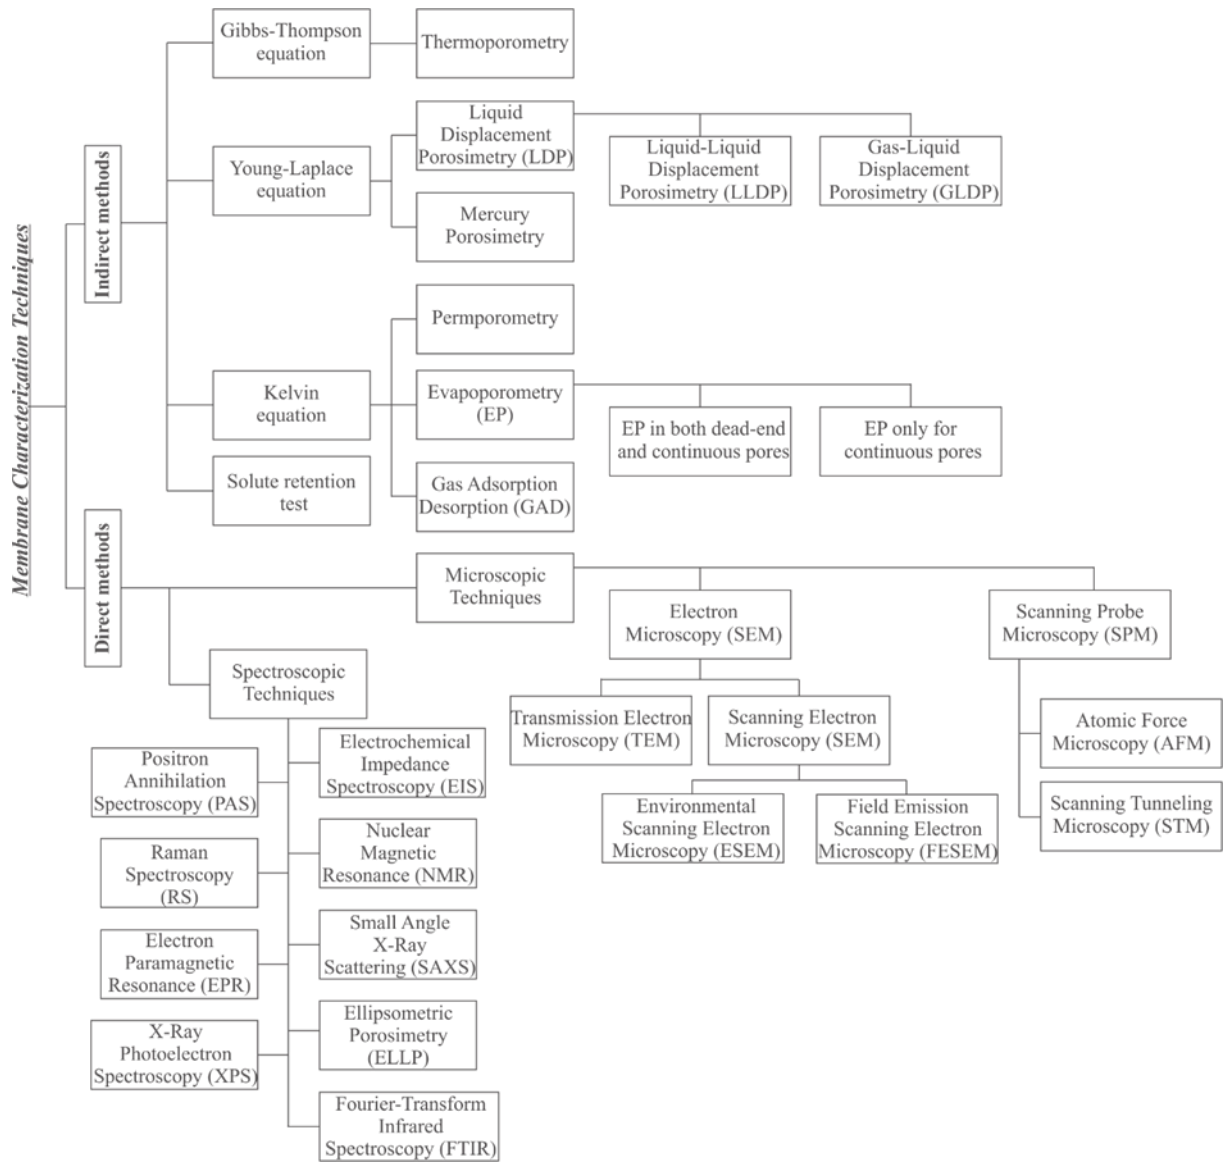 Membrane Characterization Techniques
Indirect methods
Gibbs-Thompson
equation
Thermoporometry
Young-Laplace
equation
Liquid
Displacement
Porosimetry (LDP)
Liquid-Liquid
Displacement
Porosimetry (LLDP)
Gas-Liquid
Displacement
Porosimetry (GLDP)
Mercury
Porosimetry
Kelvin
equation
Permporometry
Evapoporometry
(EP)
EP in both dead-end
and continuous pores
EP only for
continuous pores
Gas Adsorption
Desorption (GAD)
Solute retention
test
Direct methods
Microscopic
Techniques
Electron
Microscopy (SEM)
Transmission Electron
Microscopy (TEM)
Scanning Electron
Microscopy (SEM)
Environmental
Scanning Electron
Microscopy (ESEM)
Field Emission
Scanning Electron
Microscopy (FESEM)
Scanning Probe
Microscopy (SPM)
Atomic Force
Microscopy (AFM)
Scanning Tunneling
Microscopy (STM)
Spectroscopic
Techniques
Positron
Annihilation
Spectroscopy (PAS)
Electrochemical
Impedance
Spectroscopy (EIS)
Raman
Spectroscopy
(RS)
Nuclear
Magnetic
Resonance (NMR)
Electron
Paramagnetic
Resonance (EPR)
Small Angle
X-Ray
Scattering (SAXS)
X-Ray
Photoelectron
Spectroscopy (XPS)
Ellipsometric
Porosimetry
(ELLP)
Fourier-Transform
Infrared
Spectroscopy (FTIR)